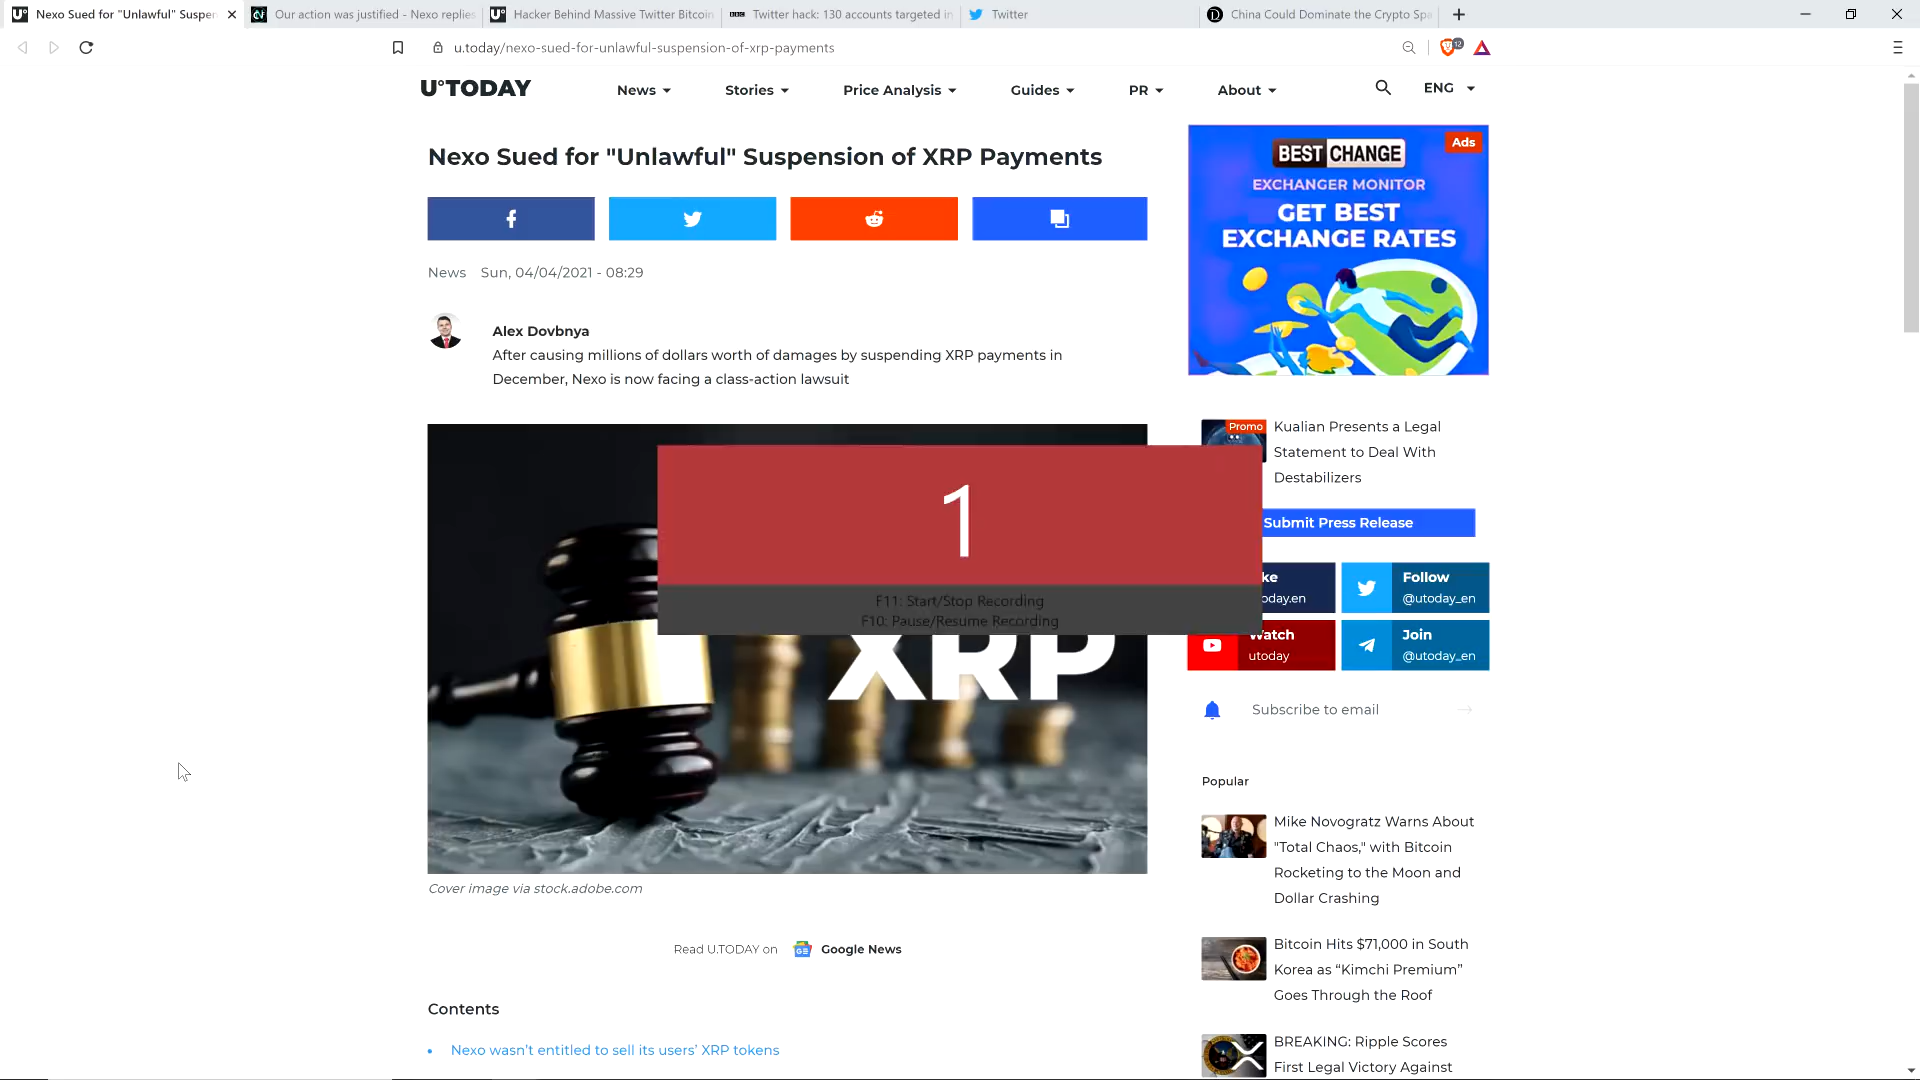 Nexo Sued for "Unlawful" Suspen
Our action was justified - Nexo replies
Hacker Behind Massive Twitter Bitcoin
BBC Twitter hack: 130 accounts targeted in
Twitter
China Could Dominate the Crypto Spa
u.today/nexo-sued-for-unlawful-suspension-of-xrp-payments
12
U°TODAY
News
Stories
Price Analysis
Guides
PR
About
ENG
Nexo Sued for "Unlawful" Suspension of XRP Payments
News Sun, 04/04/2021 - 08:29
Alex Dovbnya
After causing millions of dollars worth of damages by suspending XRP payments in
December, Nexo is now facing a class-action lawsuit
1
F11: Start/Stop Recording
F10: Pause/Resume Recording
XRP
Cover image via stock.adobe.com
Read U.TODAY on Google News
Contents
Nexo wasn't entitled to sell its users' XRP tokens
BEST CHANGE
Ads
EXCHANGER MONITOR
GET BEST
EXCHANGE RATES
Promo
Kualian Presents a Legal
Statement to Deal With
Destabilizers
Submit Press Release
ke
oday.en
Follow
@utoday_en
Watch
utoday
Join
@utoday_en
Subscribe to email
Popular
Mike Novogratz Warns About
"Total Chaos," with Bitcoin
Rocketing to the Moon and
Dollar Crashing
Bitcoin Hits $71,000 in South
Korea as “Kimchi Premium”
Goes Through the Roof
BREAKING: Ripple Scores
First Legal Victory Against